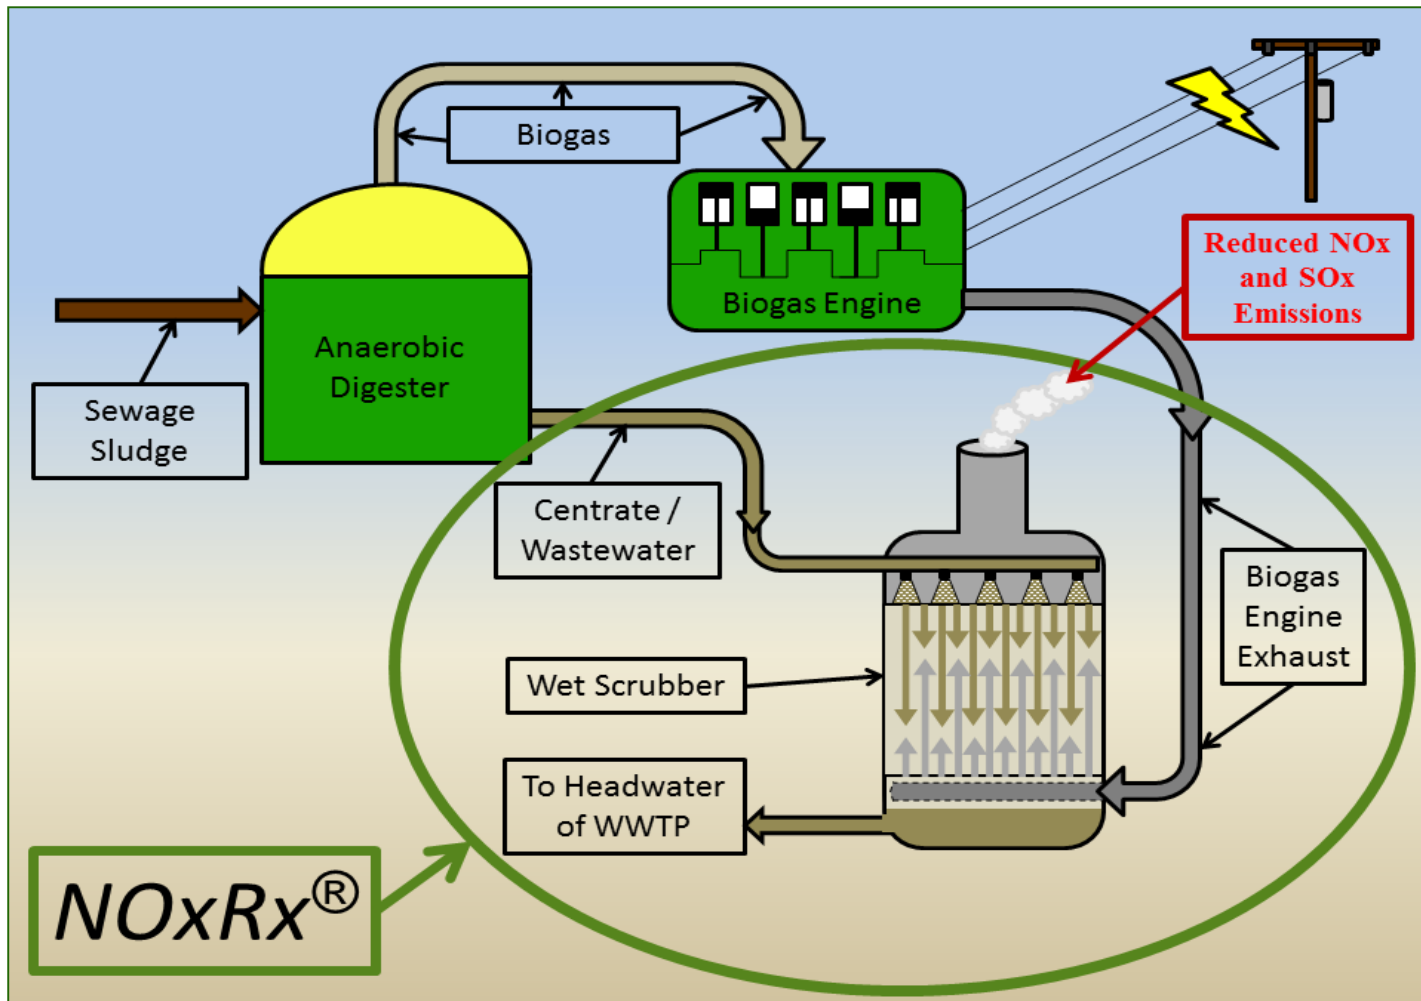 Biogas
Biogas Engine
Reduced NOx
and SOx
Emissions
Anaerobic
Digester
Sewage
Sludge
Centrate /
Wastewater
Biogas
Engine
Exhaust
Wet Scrubber
To Headwater
of WWTP
NOxRx®